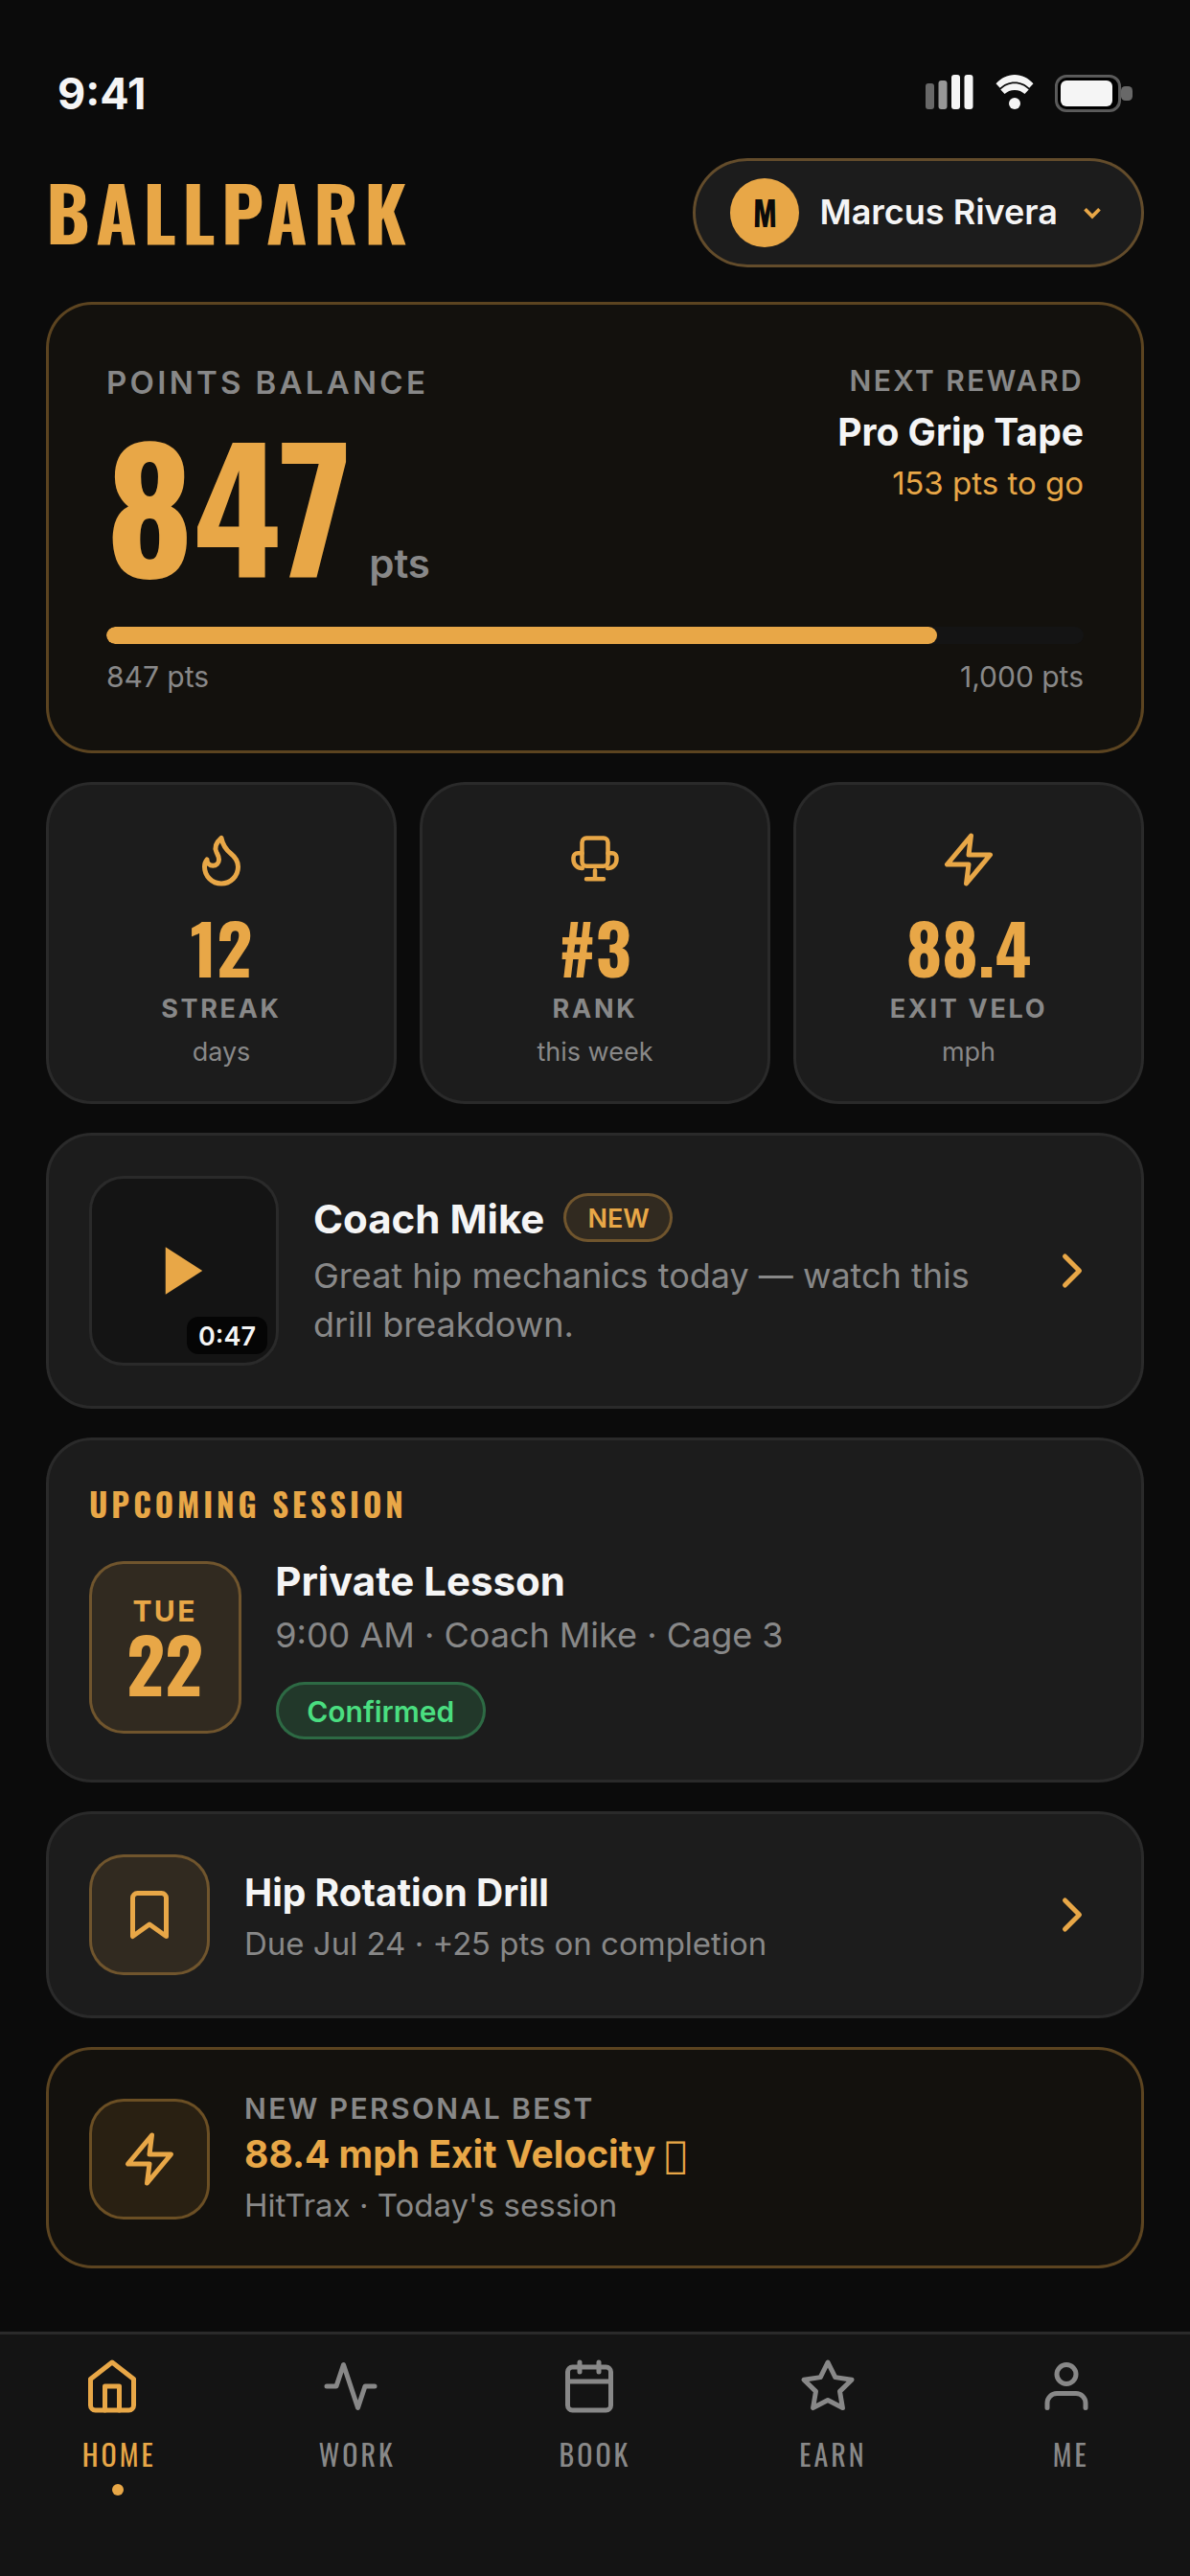 9:41
BALLPARK
M
Marcus Rivera
POINTS BALANCE
847 pts
NEXT REWARD
Pro Grip Tape
153 pts to go
847 pts
1,000 pts
12
STREAK
days
#3
RANK
this week
88.4
EXIT VELO
mph
0:47
Coach Mike
NEW
Great hip mechanics today — watch this
drill breakdown.
UPCOMING SESSION
TUE
22
Private Lesson
9:00 AM · Coach Mike · Cage 3
Confirmed
Hip Rotation Drill
Due Jul 24 · +25 pts on completion
NEW PERSONAL BEST
88.4 mph Exit Velocity
HitTrax · Today's session
HOME
WORK
BOOK
EARN
ME